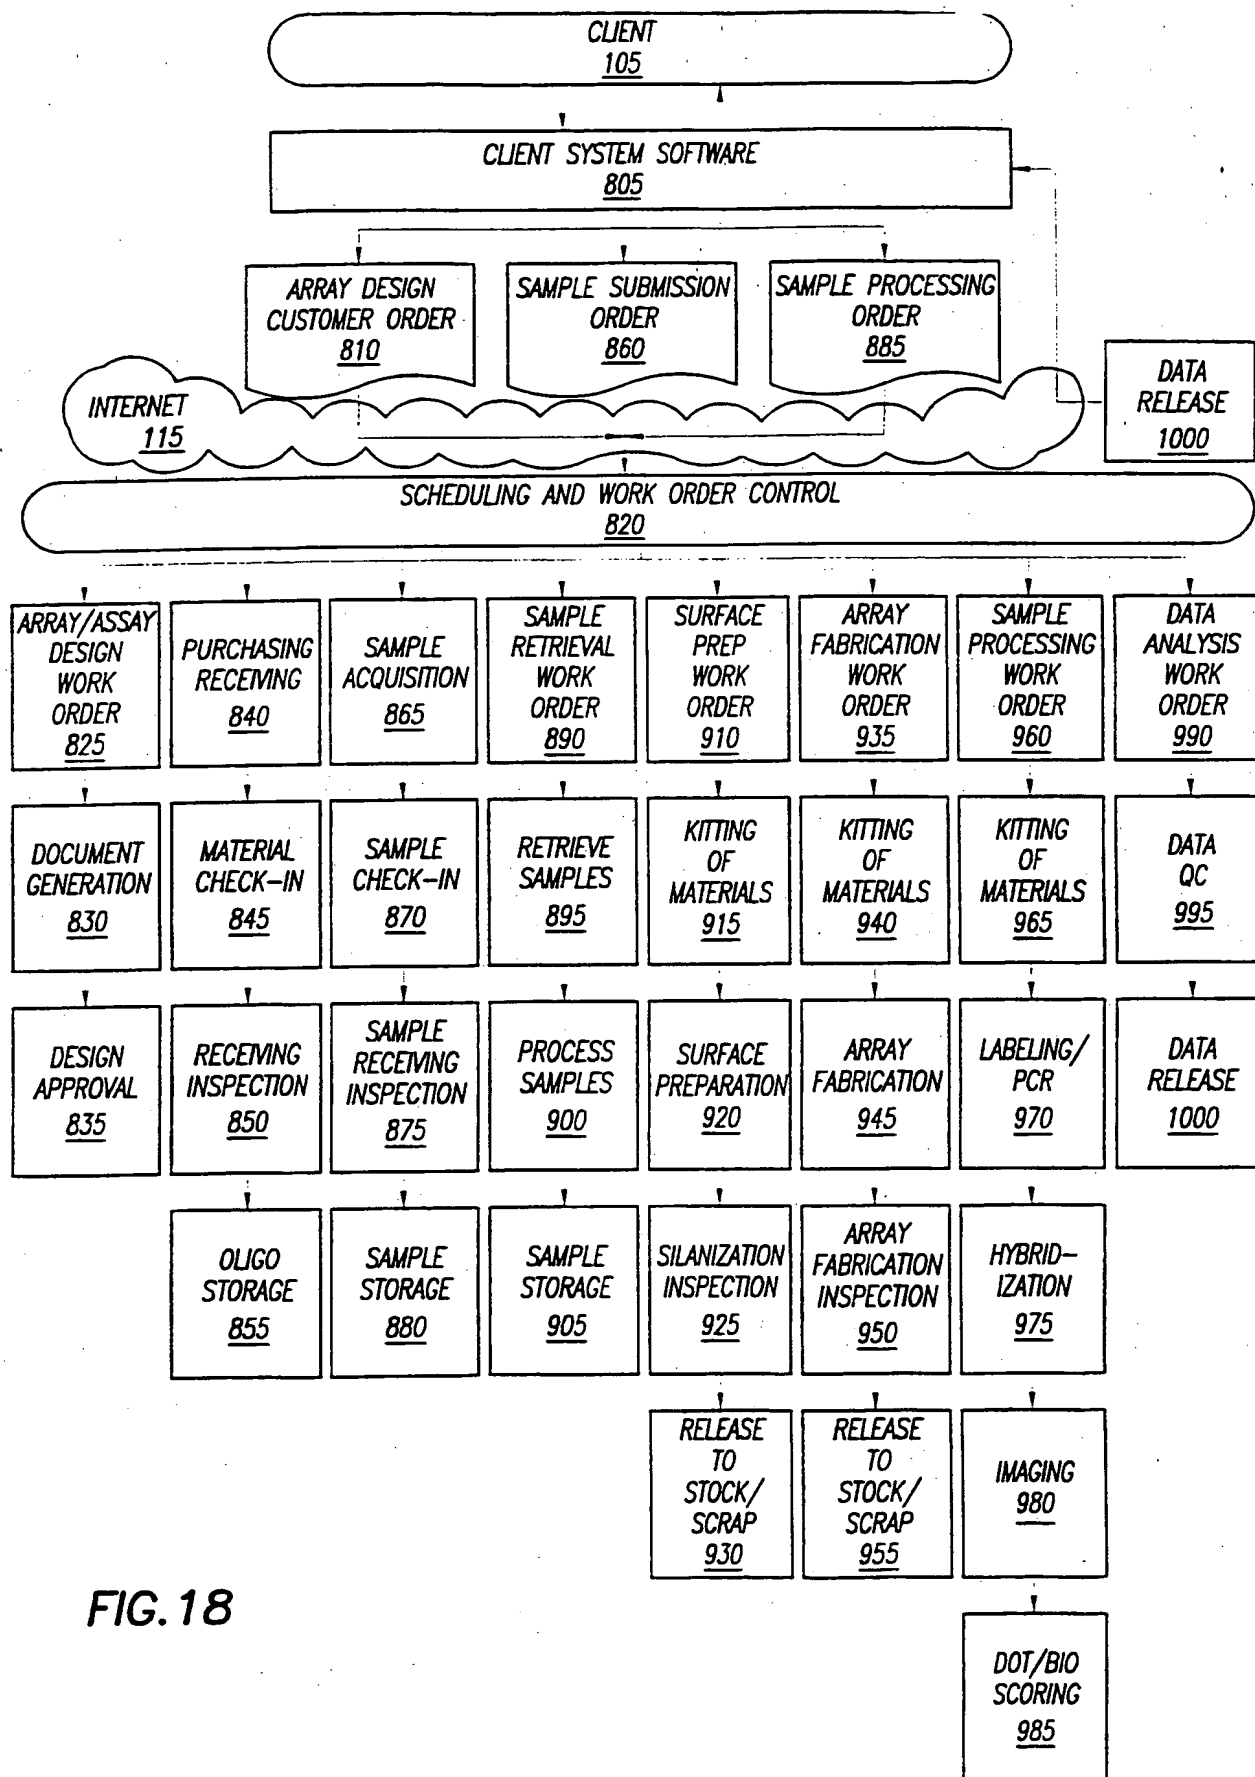 CLIENT
105
CLIENT SYSTEM SOFTWARE
805
ARRAY DESIGN
CUSTOMER ORDER
810
SAMPLE SUBMISSION
ORDER
860
SAMPLE PROCESSING
ORDER
885
DATA
RELEASE
1000
INTERNET
115
SCHEDULING AND WORK ORDER CONTROL
820
ARRAY/ASSAY
DESIGN
WORK
ORDER
825
PURCHASING
RECEIVING
840
SAMPLE
ACQUISITION
865
SAMPLE
RETRIEVAL
WORK
ORDER
890
SURFACE
PREP
WORK
ORDER
910
ARRAY
FABRICATION
WORK
ORDER
935
SAMPLE
PROCESSING
WORK
ORDER
960
DATA
ANALYSIS
WORK
ORDER
990
DOCUMENT
GENERATION
830
MATERIAL
CHECK-IN
845
SAMPLE
CHECK-IN
870
RETRIEVE
SAMPLES
895
KITTING
OF
MATERIALS
915
KITTING
OF
MATERIALS
940
KITTING
OF
MATERIALS
965
DATA
QC
995
DESIGN
APPROVAL
835
RECEIVING
INSPECTION
850
SAMPLE
RECEIVING
INSPECTION
875
PROCESS
SAMPLES
900
SURFACE
PREPARATION
920
ARRAY
FABRICATION
945
LABELING/
PCR
970
DATA
RELEASE
1000
OLIGO
STORAGE
855
SAMPLE
STORAGE
880
SAMPLE
STORAGE
905
SILANIZATION
INSPECTION
925
ARRAY
FABRICATION
INSPECTION
950
HYBRID-
IZATION
975
RELEASE
TO
STOCK/
SCRAP
930
RELEASE
TO
STOCK/
SCRAP
955
IMAGING
980
DOT/BIO
SCORING
985
FIG.18